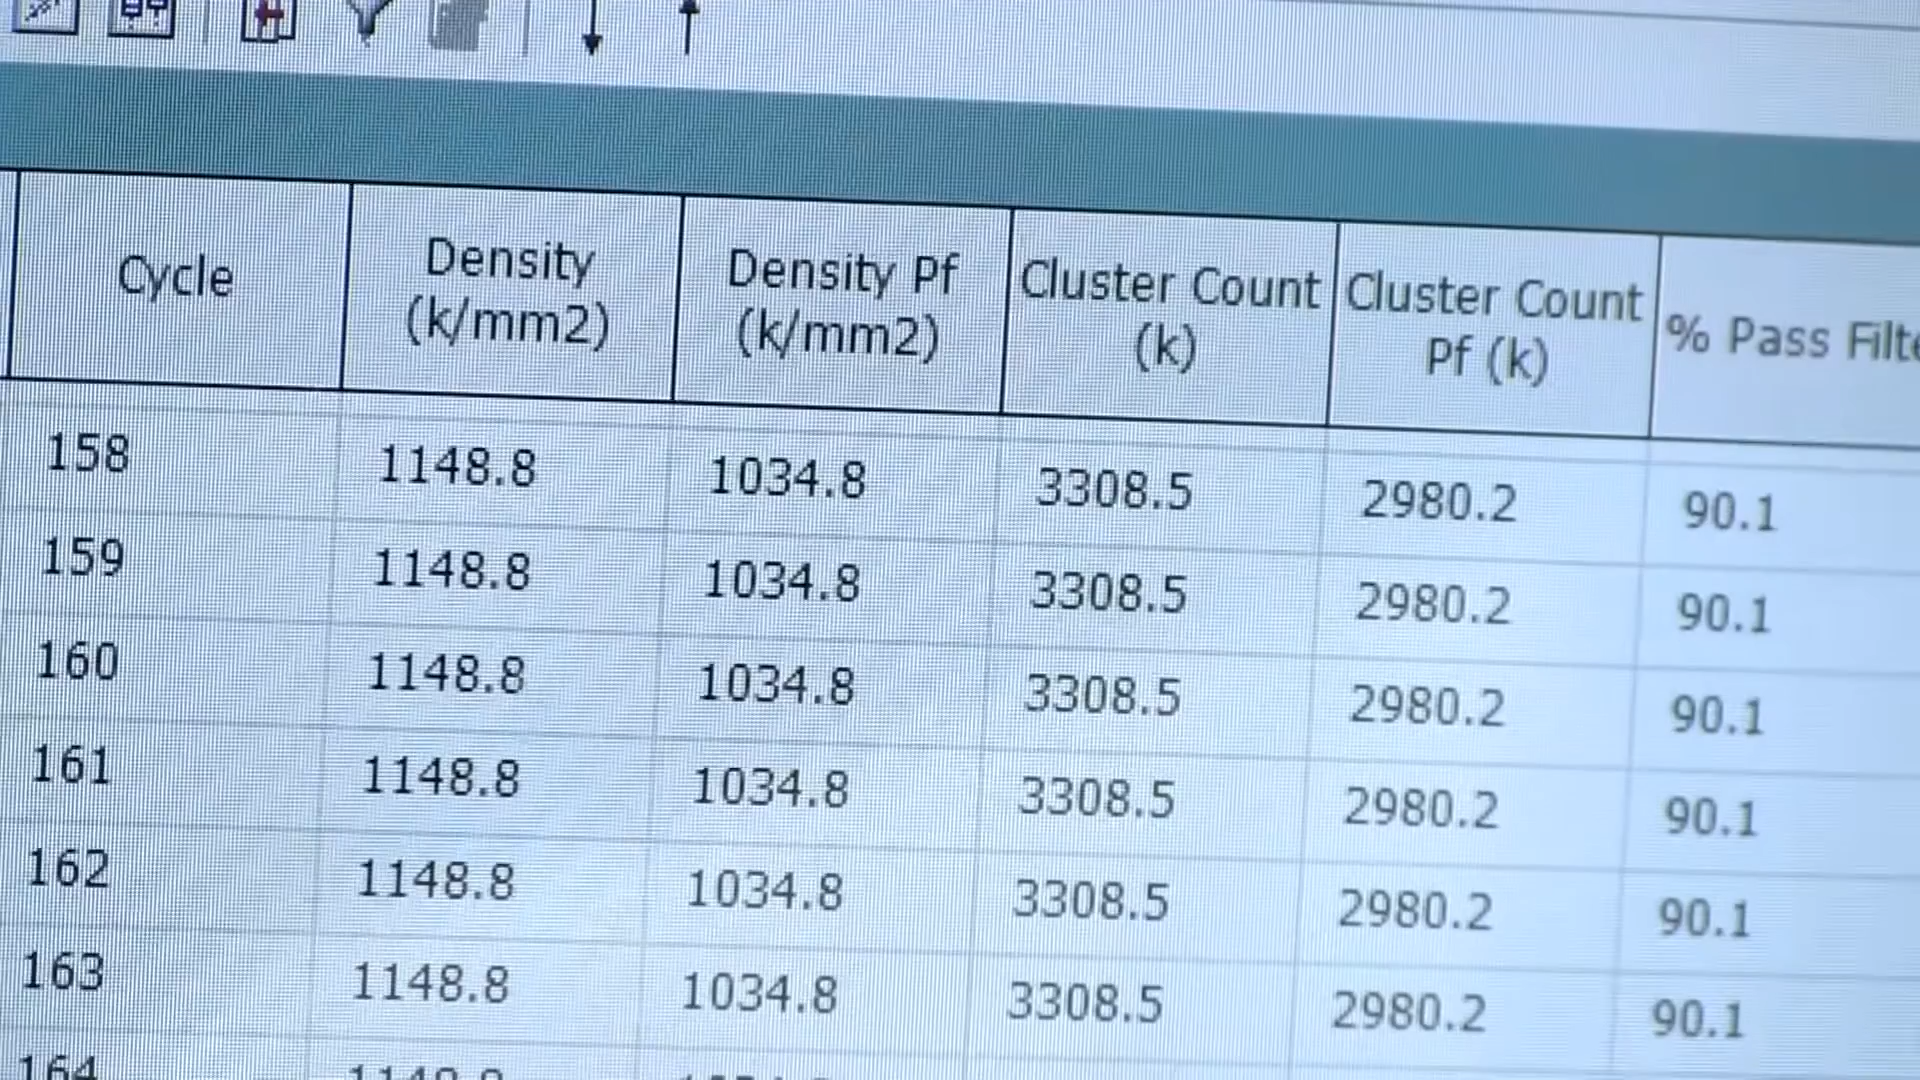 Cycle
Density
(k/mm2)
Density Pf
(k/mm2)
Cluster Count
(k)
Cluster Count
Pf (k)
% Pass Filte
158 1148.8 1034.8 3308.5 2980.2 90.1
159 1148.8 1034.8 3308.5 2980.2 90.1
160 1148.8 1034.8 3308.5 2980.2 90.1
161 1148.8 1034.8 3308.5 2980.2 90.1
162 1148.8 1034.8 3308.5 2980.2 90.1
163 1148.8 1034.8 3308.5 2980.2 90.1
164